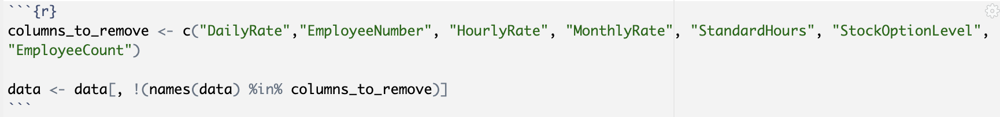 ```{r}
columns_to_remove <- c("DailyRate","EmployeeNumber", "HourlyRate", "MonthlyRate", "StandardHours", "StockOptionLevel",
"EmployeeCount")
data <- data[, !(names(data) %in% columns_to_remove)]
```